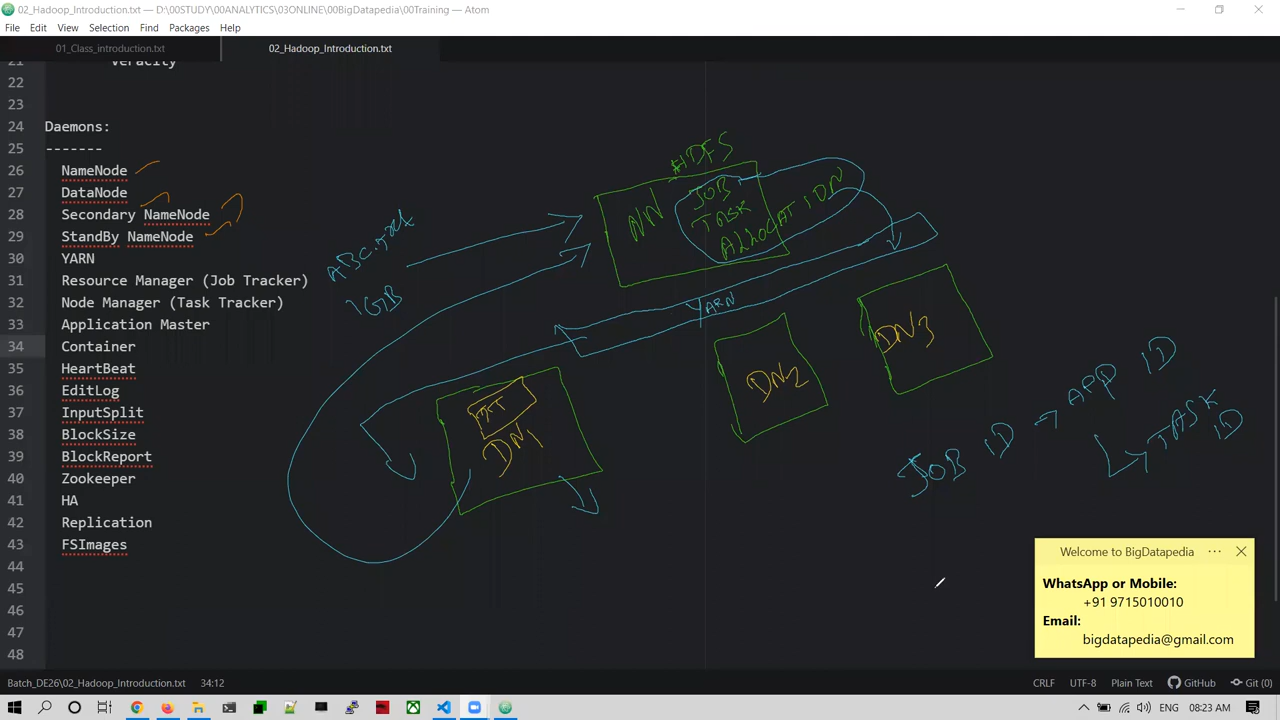 02_Hadoop_Introduction.txt — D:\00STUDY\00ANALYTICS\03ONLINE\00BigDatapedia\00Training — Atom
File Edit View Selection Find Packages Help
01_Class_introduction.txt 02_Hadoop_Introduction.txt
21 Veracity
22
23
24 Daemons:
25 -------
26 NameNode
27 DataNode
28 Secondary NameNode
29 StandBy NameNode
30 YARN
31 Resource Manager (Job Tracker)
32 Node Manager (Task Tracker)
33 Application Master
34 Container
35 HeartBeat
36 EditLog
37 InputSplit
38 BlockSize
39 BlockReport
40 Zookeeper
41 HA
42 Replication
43 FSImages
44
45
46
47
48
HDFS
NN
JOB
TASK
ALLOCATION
ABC.txt
1GB
YARN
TXT
DN1
DN2
DN3
JOB ID → APP ID
TASK ID
Welcome to BigDatapedia ···
WhatsApp or Mobile:
+91 9715010010
Email:
bigdatapedia@gmail.com
Batch_DE26\02_Hadoop_Introduction.txt 34:12 CRLF UTF-8 Plain Text GitHub Git (0)
ENG 08:23 AM